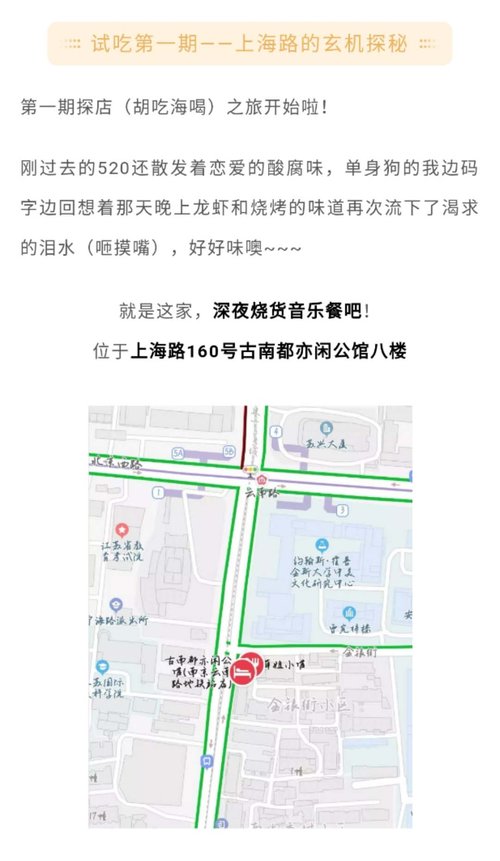 试吃第一期——上海路的玄机探秘
第一期探店（胡吃海喝）之旅开始啦！
刚过去的520还散发着恋爱的酸腐味，单身狗的我边码
字边回想着那天晚上龙虾和烧烤的味道再次流下了渴求
的泪水（咂摸嘴），好好味噢~~~
就是这家，深夜烧货音乐餐吧！
位于上海路160号古南都亦闲公馆八楼
4
苏兴大厦
5A
5B
北京西路
云南路
1
3
江苏省教
育考试院
约翰斯·霍普
金斯大学中美
文化研究中心
宁海路派出所
曾宪梓楼
安
金银街
古南都亦闲公
馆(南京云南
路地铁站店)
姐小馆
苏国际
科学院
金银街小区
1幢
1幢